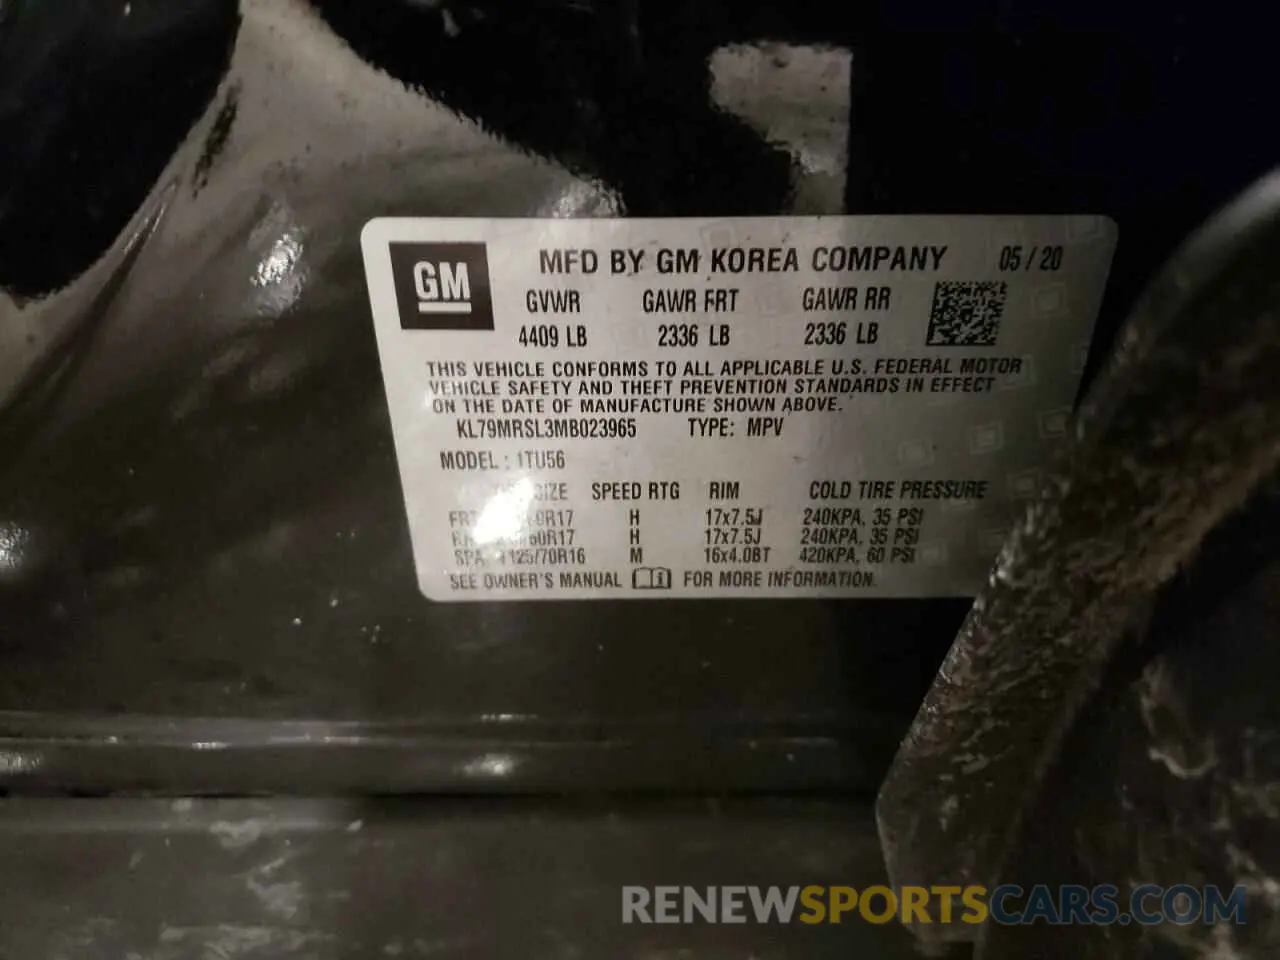 GM
MFD BY GM KOREA COMPANY 05/20
GVWR GAWR FRT GAWR RR
4409 LB 2336 LB 2336 LB
THIS VEHICLE CONFORMS TO ALL APPLICABLE U.S. FEDERAL MOTOR
VEHICLE SAFETY AND THEFT PREVENTION STANDARDS IN EFFECT
ON THE DATE OF MANUFACTURE SHOWN ABOVE.
KL79MRSL3MB023965 TYPE: MPV
MODEL : 1TU56
SIZE SPEED RTG RIM COLD TIRE PRESSURE
FRT H 17x7.5J 240KPA, 35 PSI
H 17x7.5J 240KPA, 35 PSI
SPA T125/70R16 M 16x4.0BT 420KPA, 60 PSI
SEE OWNER'S MANUAL FOR MORE INFORMATION.
RENEWSPORTSCARS.COM